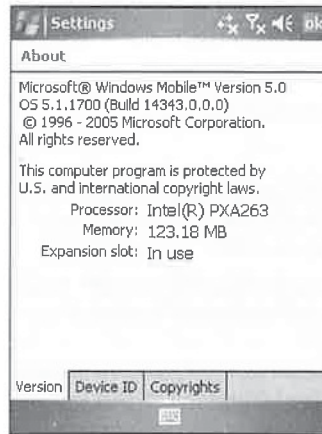 Settings
ok
About
Microsoft® Windows Mobile™ Version 5.0
OS 5.1.1700 (Build 14343.0.0.0)
© 1996 - 2005 Microsoft Corporation.
All rights reserved.
This computer program is protected by
U.S. and international copyright laws.
Processor: Intel(R) PXA263
Memory: 123.18 MB
Expansion slot: In use
Version Device ID Copyrights